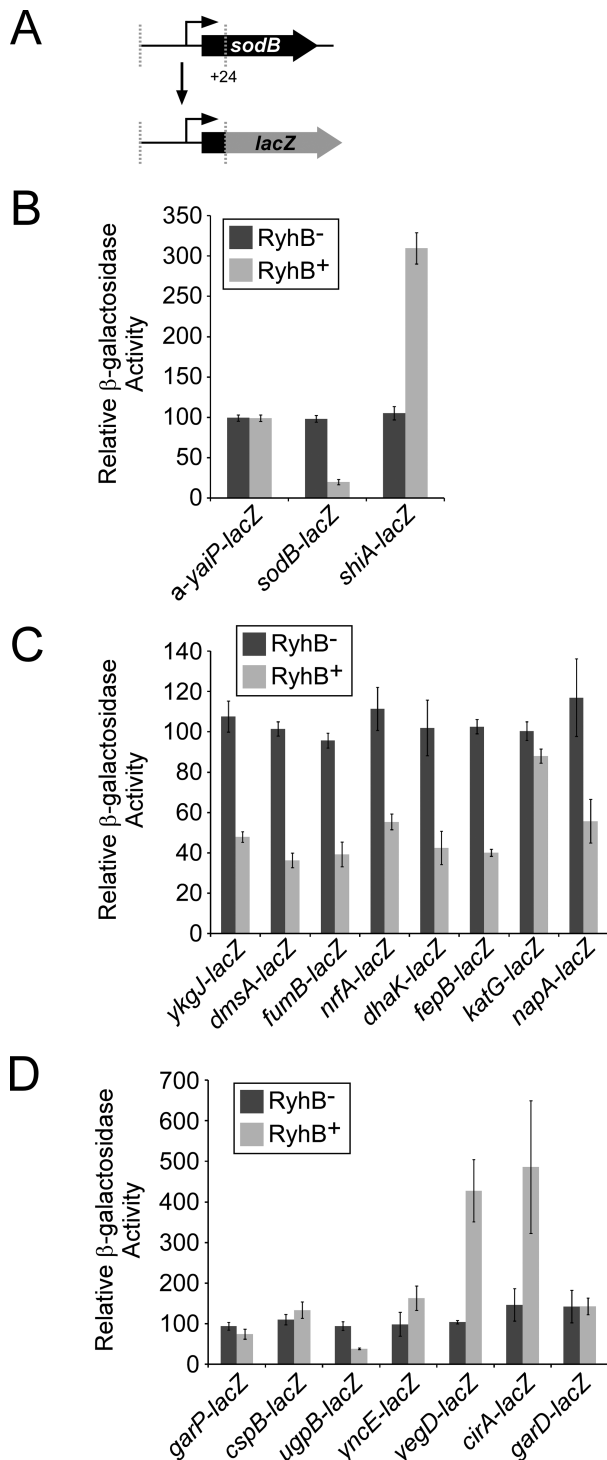 A
sodB
+24
lacZ
B
350
300
250
200
150
100
50
0
Relative β-galactosidase
Activity
RyhB-
RyhB+
a-yaiP-lacZ
sodB-lacZ
shiA-lacZ
C
140
120
100
80
60
40
20
0
Relative β-galactosidase
Activity
RyhB-
RyhB+
ykgJ-lacZ
dmsA-lacZ
fumB-lacZ
nrfA-lacZ
dhaK-lacZ
fepB-lacZ
katG-lacZ
napA-lacZ
D
700
600
500
400
300
200
100
0
Relative β-galactosidase
Activity
RyhB-
RyhB+
garP-lacZ
cspB-lacZ
ugpB-lacZ
yncE-lacZ
yegD-lacZ
cirA-lacZ
garD-lacZ